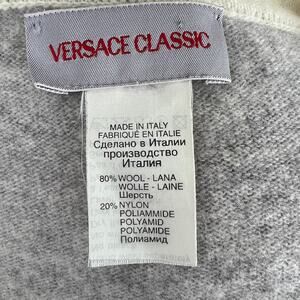 VERSACE CLASSIC
MADE IN ITALY
FABRIQUÉ EN ITALIE
Сделано в Италии
производство
Италия
80% WOOL - LANA
WOLLE - LAINE
Шерсть
20% NYLON
POLIAMMIDE
POLYAMID
POLYAMIDE
Полиамид